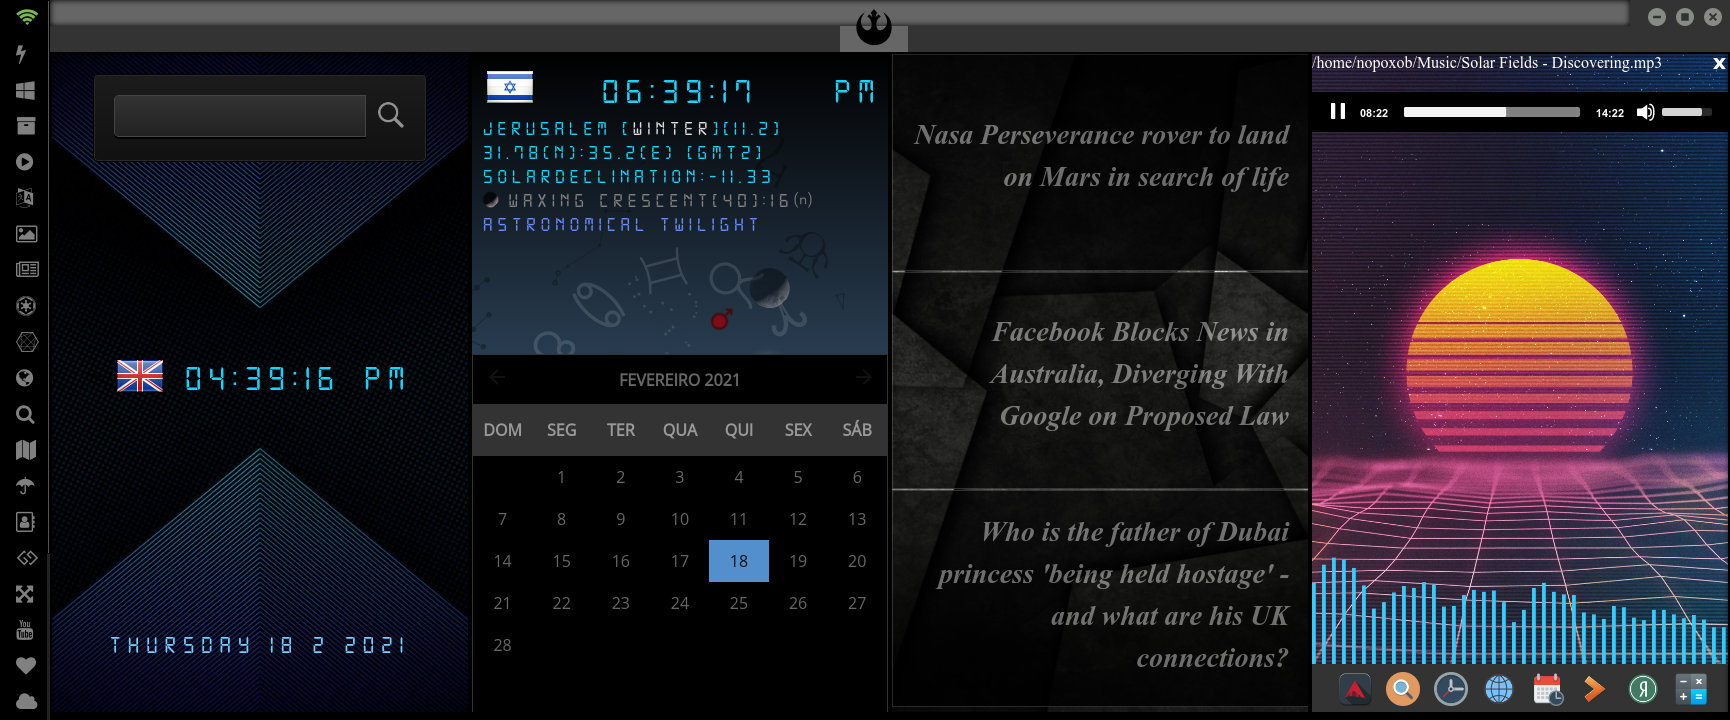 04:39:16 PM
THURSDAY 18 2 2021
06:39:17 PM
JERUSALEM (WINTER)(11.2)
31.78(N):35.2(E) (GMT2)
SOLARDECLINATION:-11.33
WAXING CRESCENT(40):16(n)
ASTRONOMICAL TWILIGHT
FEVEREIRO 2021
DOM SEG TER QUA QUI SEX SÁB
1 2 3 4 5 6
7 8 9 10 11 12 13
14 15 16 17 18 19 20
21 22 23 24 25 26 27
28
Nasa Perseverance rover to land
on Mars in search of life
Facebook Blocks News in
Australia, Diverging With
Google on Proposed Law
Who is the father of Dubai
princess 'being held hostage' -
and what are his UK
connections?
/home/nopoxob/Music/Solar Fields - Discovering.mp3 x
08:22 14:22
You
Tube
Я